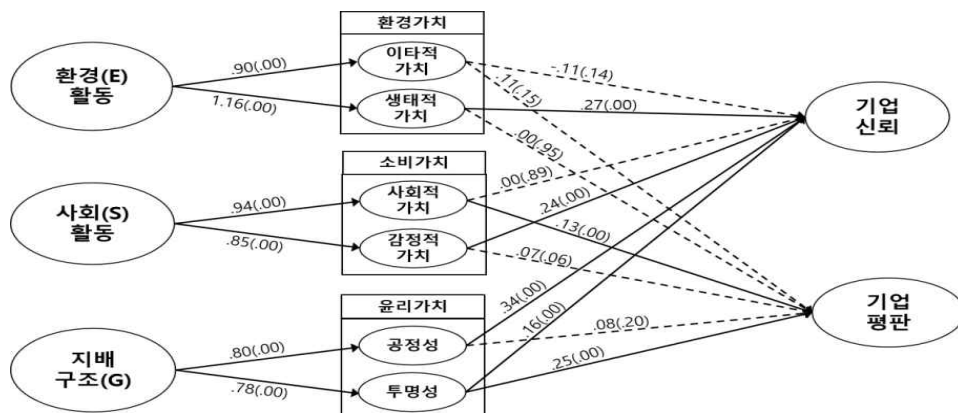 환경가치
환경(E)
활동
.90(.00)
1.16(.00)
이타적
가치
생태적
가치
-.11(.14)
.11(.15)
.27(.00)
.00(.95)
기업
신뢰
소비가치
사회(S)
활동
.94(.00)
.85(.00)
사회적
가치
감정적
가치
.00(.89)
.24(.00)
.13(.00)
.07(.06)
윤리가치
지배
구조(G)
.80(.00)
.78(.00)
공정성
투명성
.34(.00)
.16(.00)
.08(.20)
.25(.00)
기업
평판